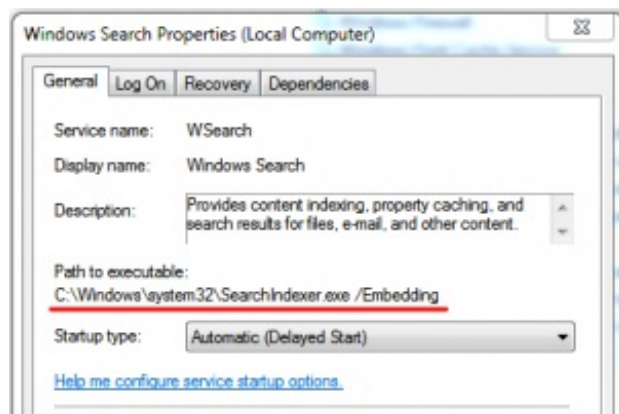 Windows Search Properties (Local Computer)
General Log On Recovery Dependencies
Service name: WSearch
Display name: Windows Search
Description: Provides content indexing, property caching, and
search results for files, e-mail, and other content.
Path to executable:
C:\Windows\system32\SearchIndexer.exe /Embedding
Startup type: Automatic (Delayed Start)
Help me configure service startup options.